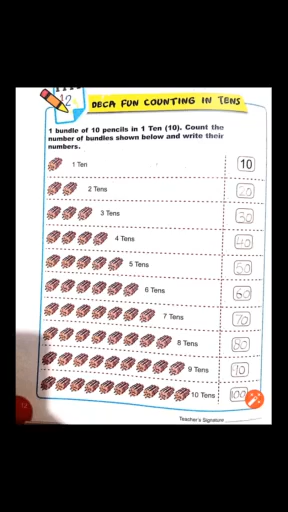 12
DECA FUN COUNTING IN TENS
1 bundle of 10 pencils in 1 Ten (10). Count the
number of bundles shown below and write their
numbers.
1 Ten 10
2 Tens 20
3 Tens 30
4 Tens 40
5 Tens 50
6 Tens 60
7 Tens 70
8 Tens 80
9 Tens 90
10 Tens 100
Teacher's Signature